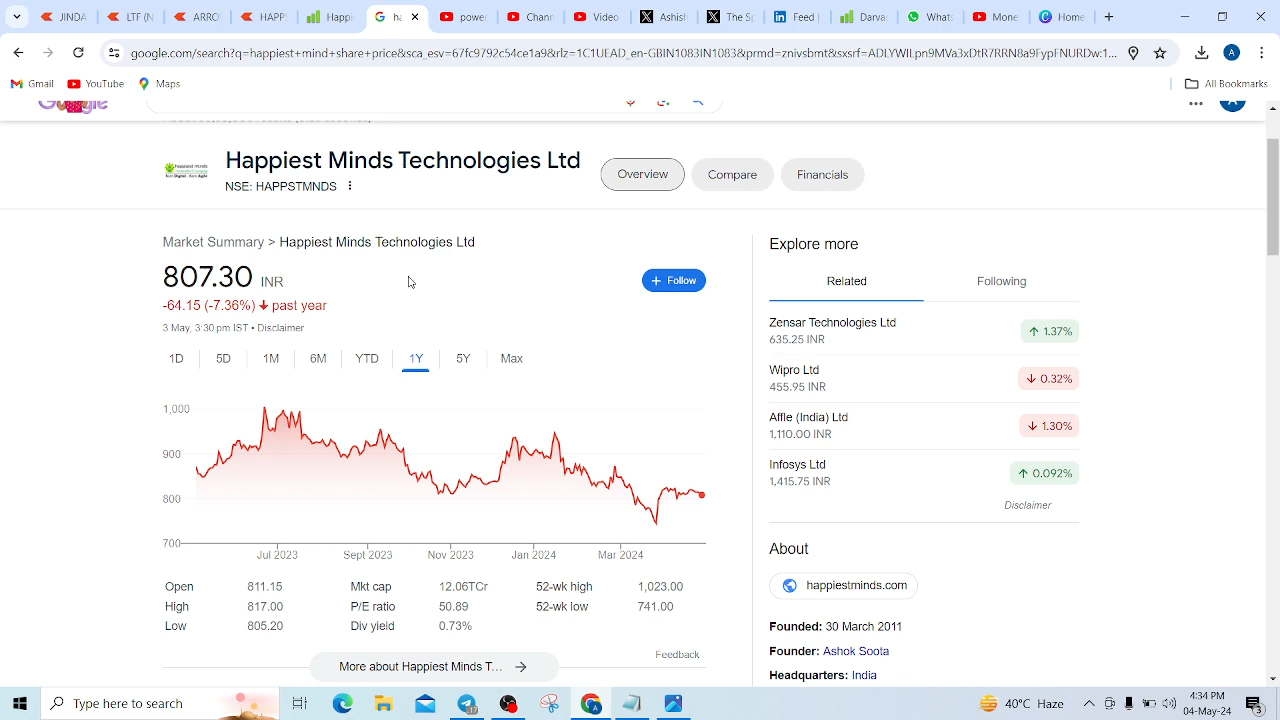 JINDA
LTF (
ARRO
HAPP
Happie
ha
power
Chann
Video
Ashish
The S
Darva
Whats
Mone
Home
google.com/search?q=happiest+mind+share+price&sca_esv=67fc9792c54ce1a9&rlz=1C1UEAD_en-GBIN1083IN1083&prmd=znivsbmt&sxsrf=ADLYWILpn9MVa3xDtR7RRN8a9FypFNURDw...
A
Gmail
YouTube
Maps
All Bookmarks
Happiest Minds Technologies Ltd
NSE: HAPPSTMNDS
Overview
Compare
Financials
Market Summary > Happiest Minds Technologies Ltd
807.30 INR
+ Follow
-64.15 (-7.36%) ↓ past year
3 May, 3:30 pm IST • Disclaimer
1D 5D 1M 6M YTD 1Y 5Y Max
1,000
900
800
700
Jul 2023 Sept 2023 Nov 2023 Jan 2024 Mar 2024
Open 811.15 Mkt cap 12.06TCr 52-wk high 1,023.00
High 817.00 P/E ratio 50.89 52-wk low 741.00
Low 805.20 Div yield 0.73%
Feedback
More about Happiest Minds T... →
Explore more
Related
Following
Zensar Technologies Ltd
635.25 INR
↑ 1.37%
Wipro Ltd
455.95 INR
↓ 0.32%
Affle (India) Ltd
1,110.00 INR
↓ 1.30%
Infosys Ltd
1,415.75 INR
↑ 0.092%
Disclaimer
About
happiestminds.com
Founded: 30 March 2011
Founder: Ashok Soota
Headquarters: India
Type here to search
40°C Haze
4:34 PM
04-May-24
3